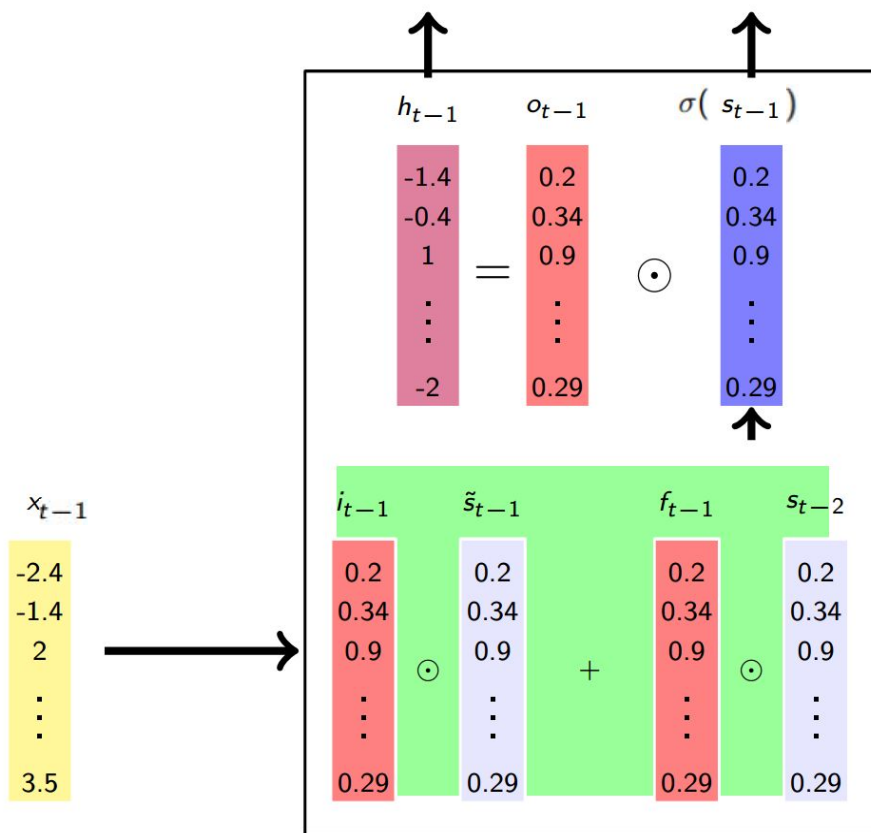 h_{t−1} o_{t−1} σ( s_{t−1})
-1.4 0.2 0.2
-0.4 0.34 0.34
1 0.9 0.9
= ⊙
⋮ ⋮ ⋮
-2 0.29 0.29
x_{t−1} i_{t−1} s̃_{t−1} f_{t−1} s_{t−2}
-2.4 0.2 0.2 0.2 0.2
-1.4 0.34 0.34 0.34 0.34
2 0.9 0.9 0.9 0.9
⊙ + ⊙
⋮ ⋮ ⋮ ⋮ ⋮
3.5 0.29 0.29 0.29 0.29